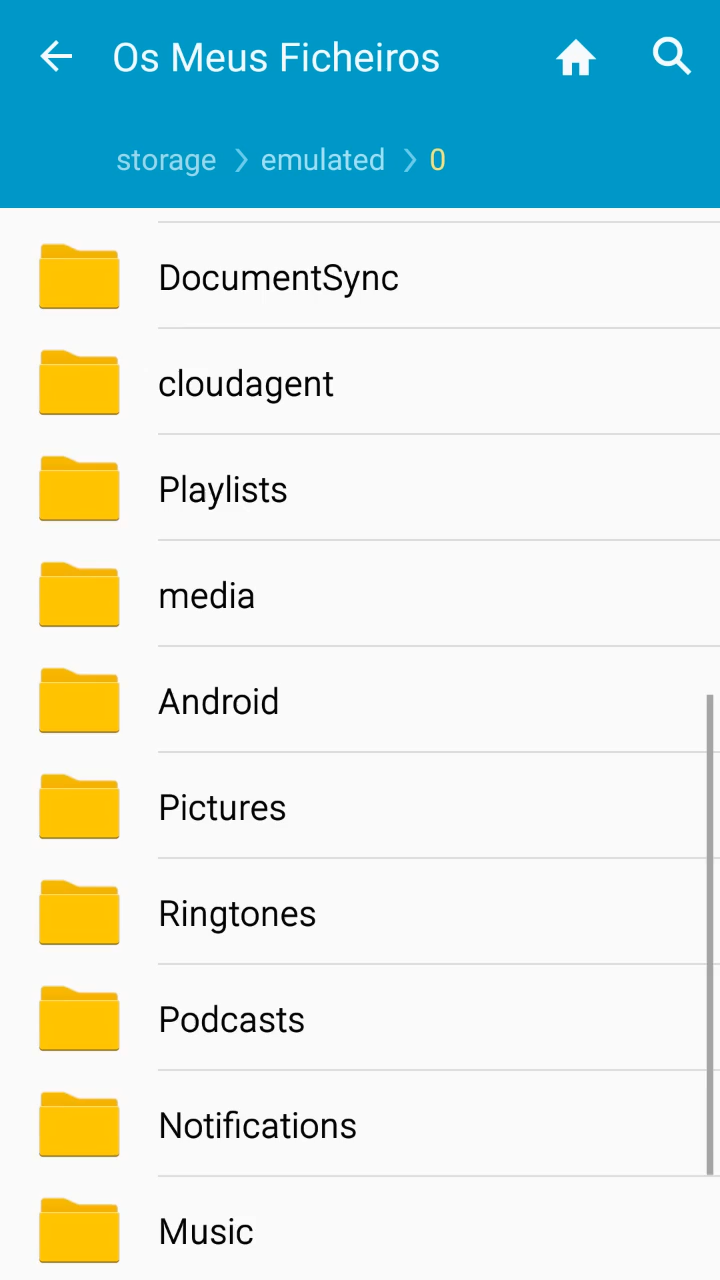 Os Meus Ficheiros
storage > emulated > 0
DocumentSync
cloudagent
Playlists
media
Android
Pictures
Ringtones
Podcasts
Notifications
Music